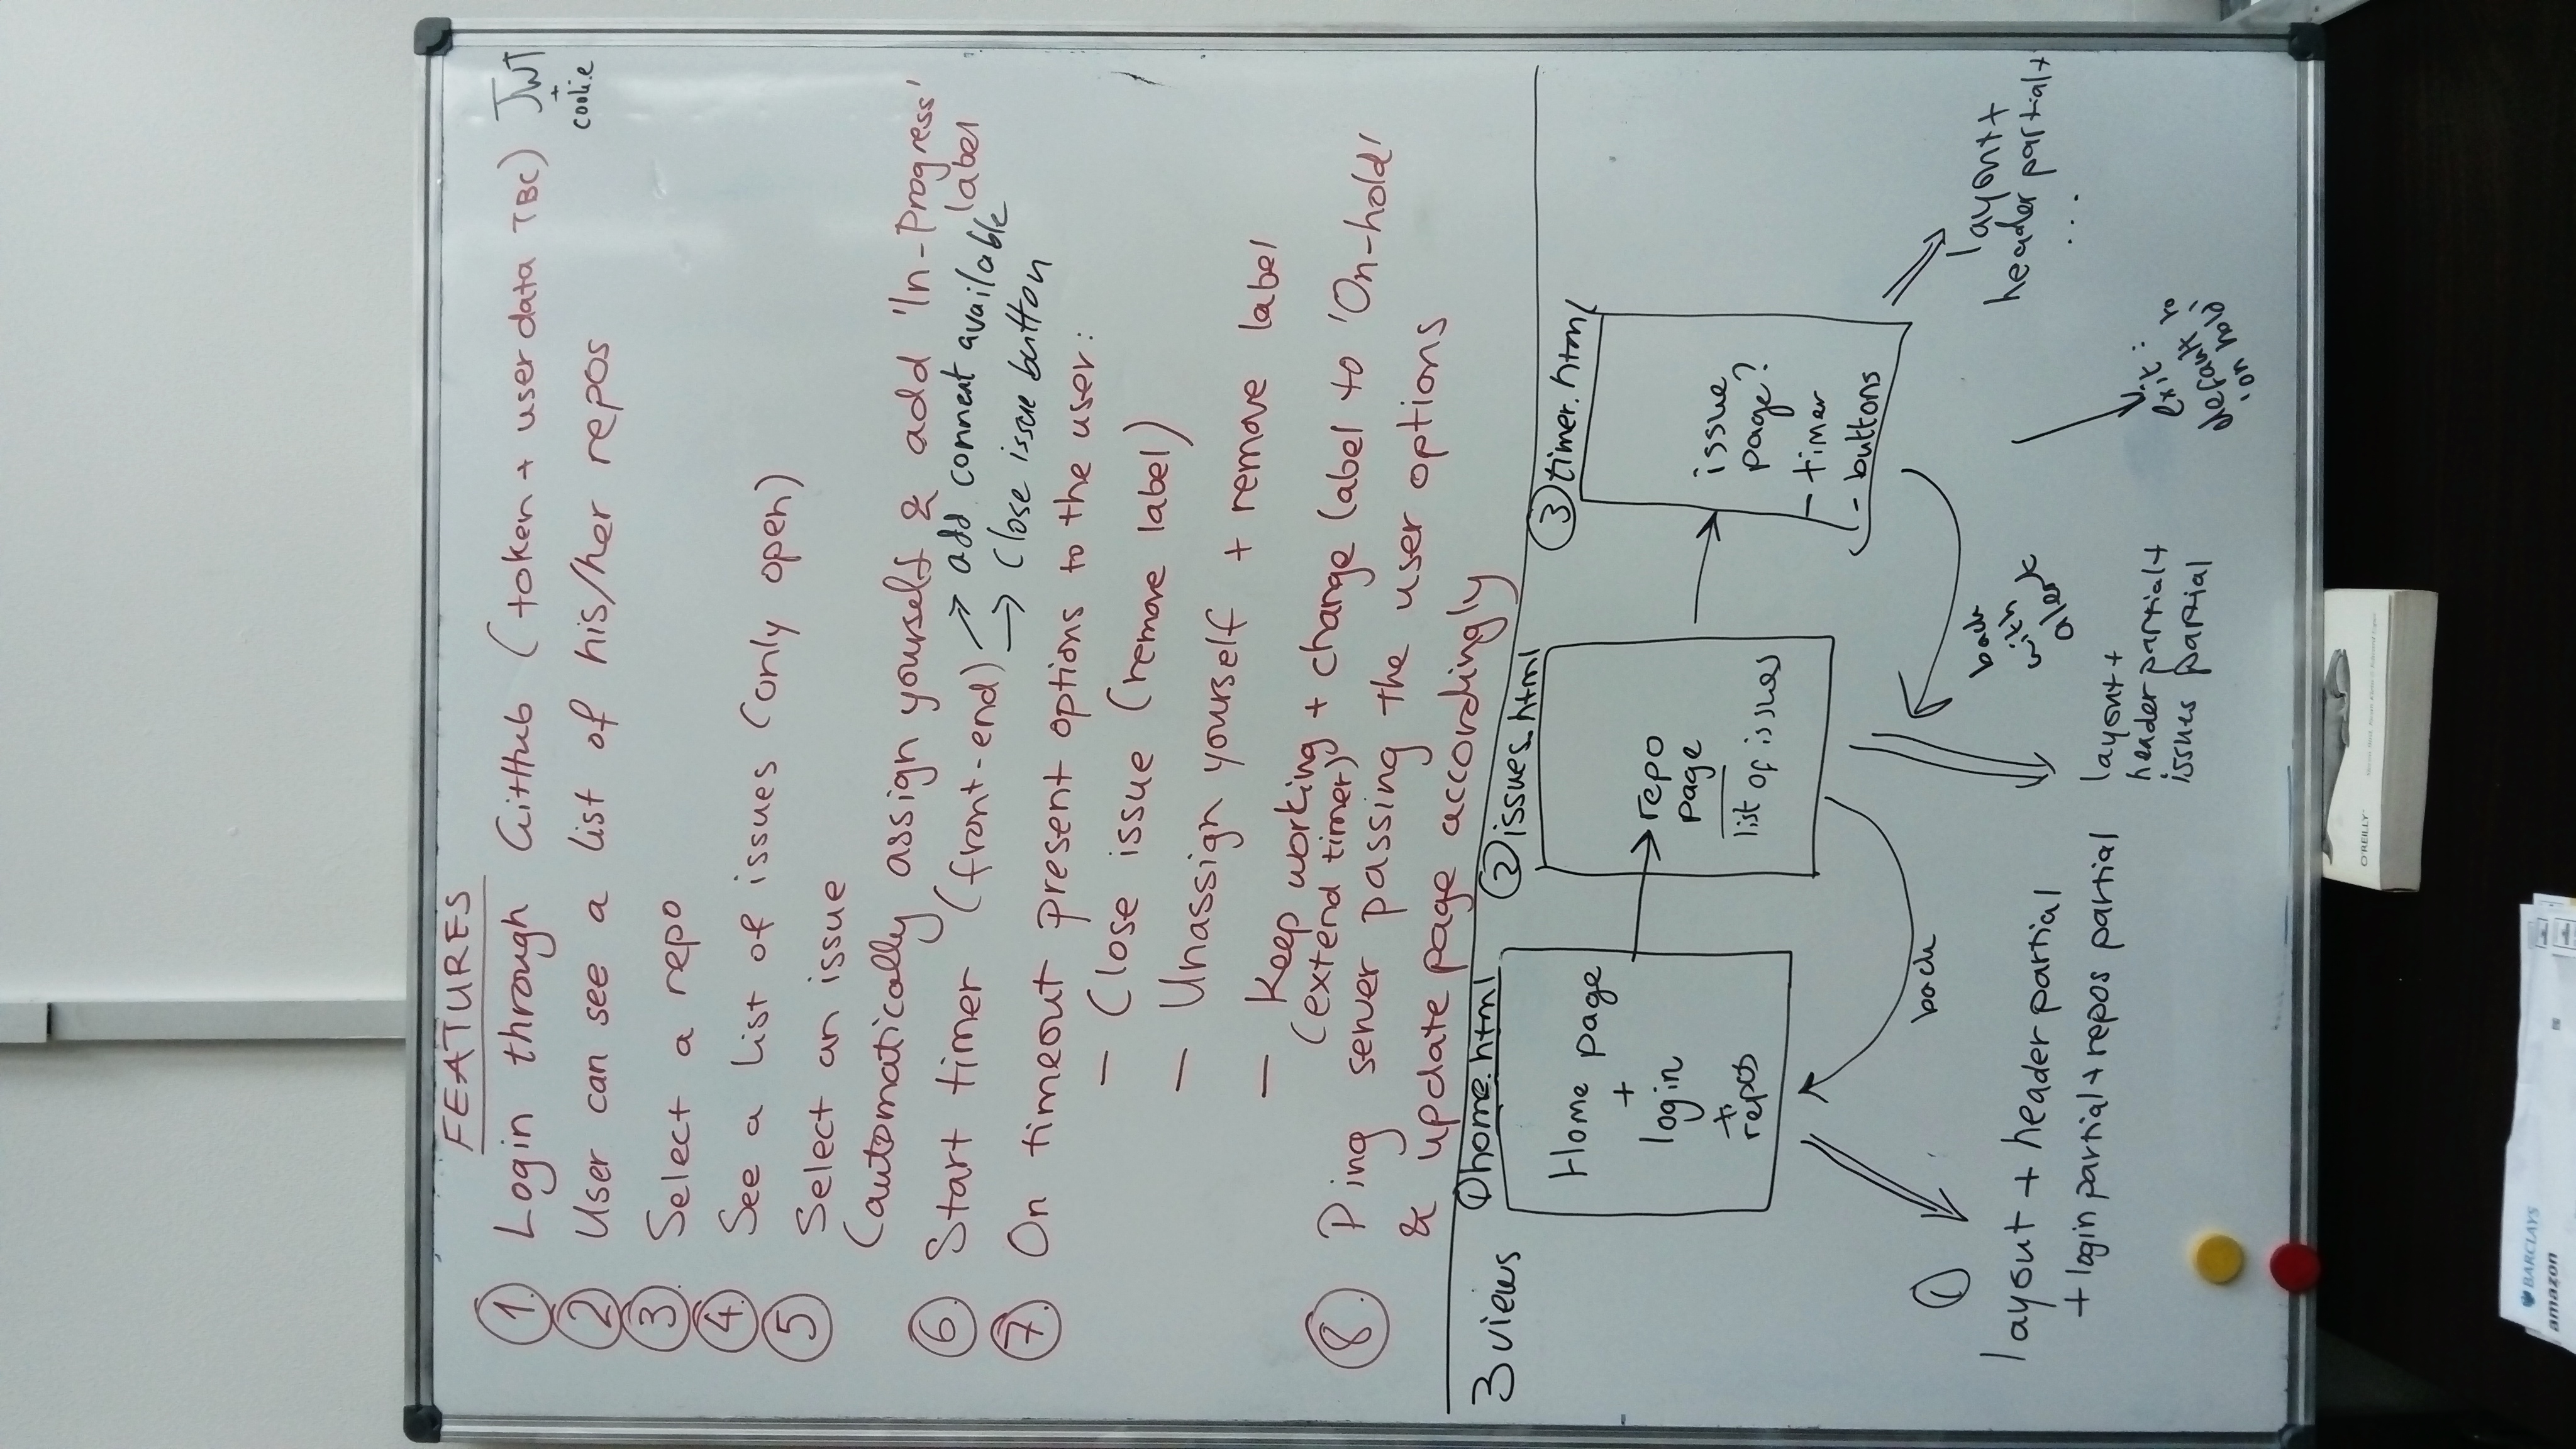 FEATURES
1. Login through GitHub (token + user data TBC) JWT
+
cookie
2 User can see a list of his/her repos
3. Select a repo
4. See a list of issues (only open)
5 Select an issue
(automatically assign yourself & add 'In-Progress'
label
6. Start timer (front-end) → add comment available
→ Close issue button
7. On timeout present options to the user:
— Close issue (remove label)
— Unassign yourself + remove label
— Keep working + change label to 'On-hold'
(extend timer)
8. Ping server passing the user options
& update page accordingly
3 views
1 home.html
Home page
+
login
+
repos
2 issues.html
repo
page
list of issues
3 timer.html
issue
page?
- timer
- buttons
back
back
with
alert
1
layout + header partial
+ login partial + repos partial
layout +
header partial +
issues partial
layout +
header partial +
...
exit:
default to
'on hold'
O'REILLY
BARCLAYS
amazon